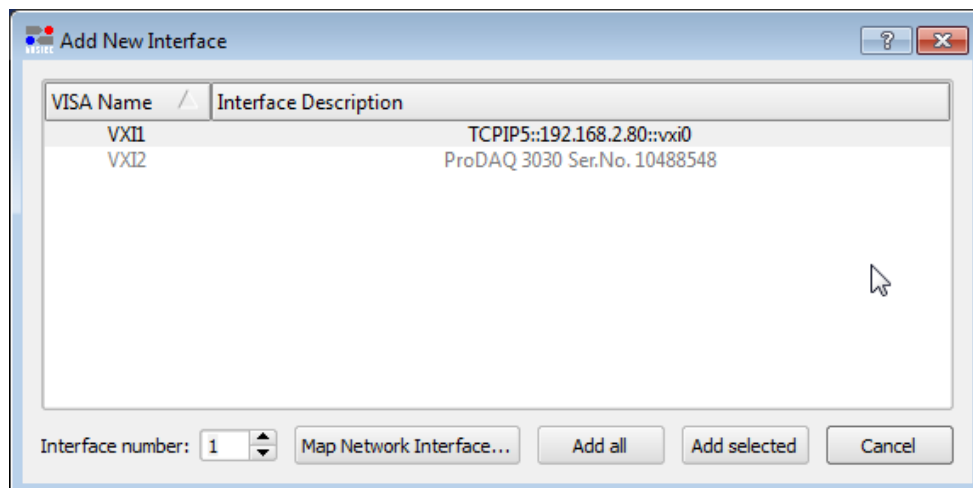 Add New Interface
VISA Name Interface Description
VXI1 TCPIP5::192.168.2.80::vxi0
VXI2 ProDAQ 3030 Ser.No. 10488548
Interface number: 1 Map Network Interface... Add all Add selected Cancel